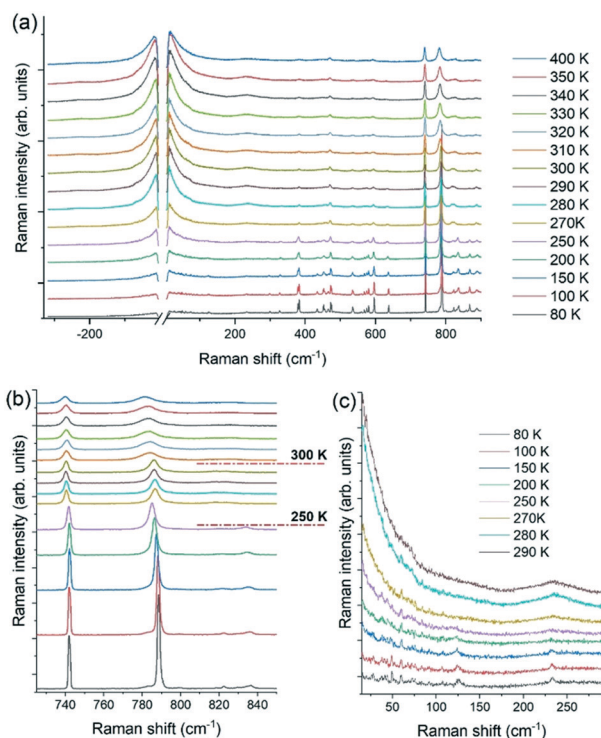 (a)
Raman intensity (arb. units)
400 K
350 K
340 K
330 K
320 K
310 K
300 K
290 K
280 K
270K
250 K
200 K
150 K
100 K
80 K
-200 200 400 600 800
Raman shift (cm-1)
(b)
Raman intensity (arb. units)
300 K
250 K
740 760 780 800 820 840
Raman shift (cm-1)
(c)
Raman intensity (arb. units)
80 K
100 K
150 K
200 K
250 K
270K
280 K
290 K
50 100 150 200 250
Raman shift (cm-1)